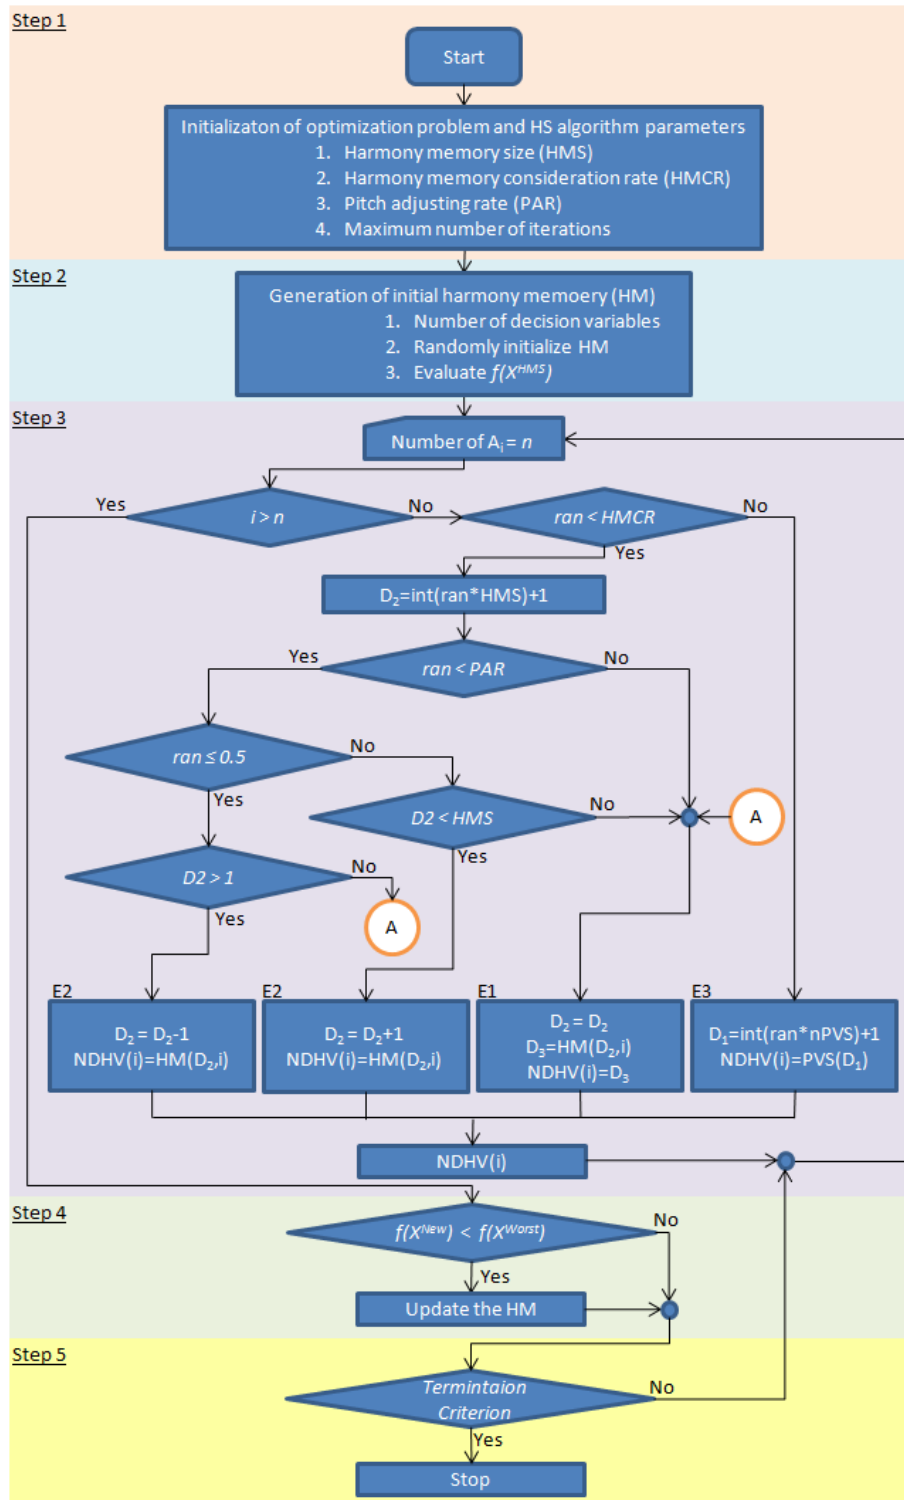 Step 1
Start
Initializaton of optimization problem and HS algorithm parameters
1. Harmony memory size (HMS)
2. Harmony memory consideration rate (HMCR)
3. Pitch adjusting rate (PAR)
4. Maximum number of iterations
Step 2
Generation of initial harmony memoery (HM)
1. Number of decision variables
2. Randomly initialize HM
3. Evaluate f(X^HMS)
Step 3
Number of A_i = n
Yes
i > n
No
ran < HMCR
No
Yes
D₂=int(ran*HMS)+1
Yes
ran < PAR
No
ran ≤ 0.5
No
Yes
D2 < HMS
No
A
Yes
D2 > 1
No
Yes
A
E2
E2
E1
E3
D₂ = D₂-1
NDHV(i)=HM(D₂,i)
D₂ = D₂+1
NDHV(i)=HM(D₂,i)
D₂ = D₂
D₃=HM(D₂,i)
NDHV(i)=D₃
D₁=int(ran*nPVS)+1
NDHV(i)=PVS(D₁)
NDHV(i)
Step 4
f(X^New) < f(X^Worst)
No
Yes
Update the HM
Step 5
Termintaion
Criterion
No
Yes
Stop